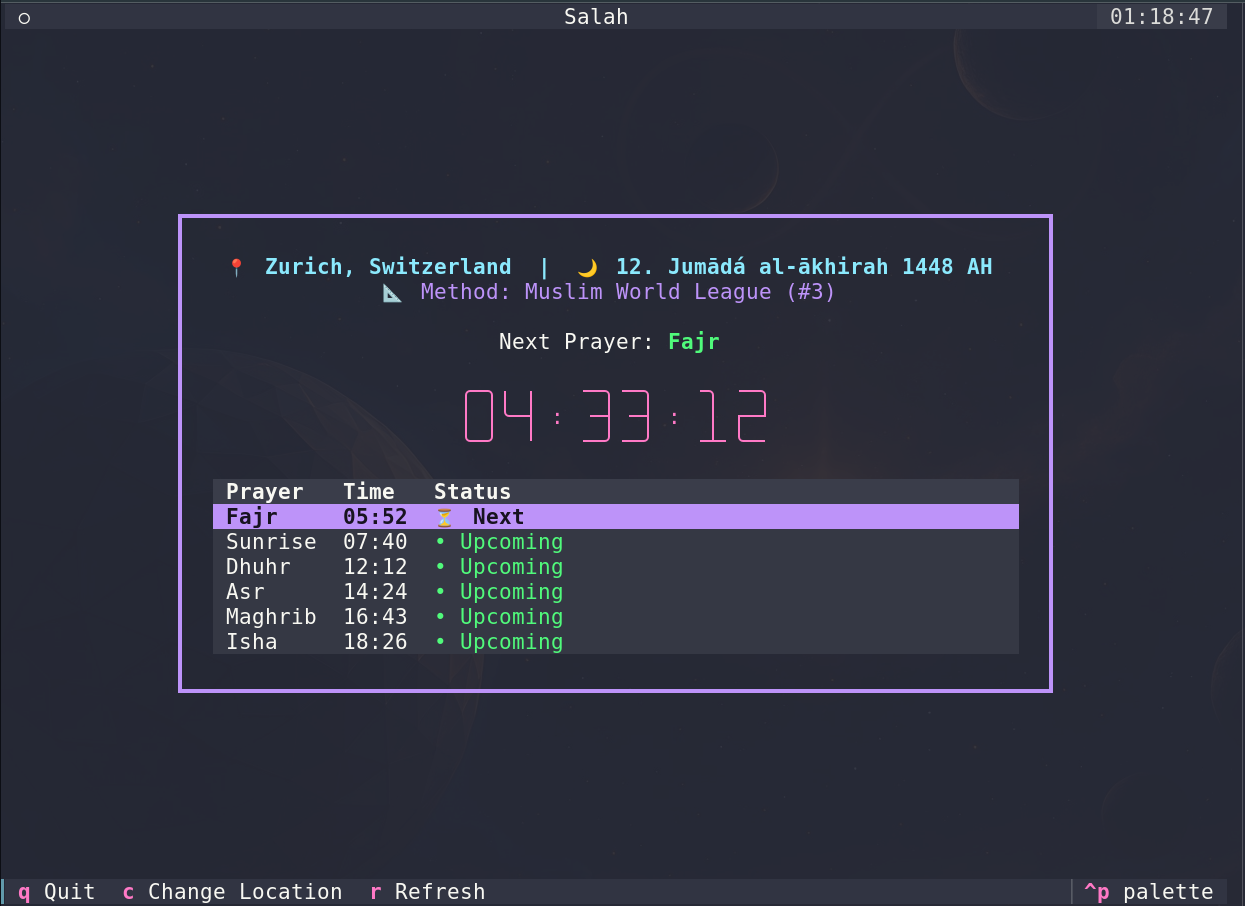 Salah 01:18:47
Zurich, Switzerland | 12. Jumādá al-ākhirah 1448 AH
Method: Muslim World League (#3)
Next Prayer: Fajr
04:33:12
Prayer Time Status
Fajr 05:52 Next
Sunrise 07:40 • Upcoming
Dhuhr 12:12 • Upcoming
Asr 14:24 • Upcoming
Maghrib 16:43 • Upcoming
Isha 18:26 • Upcoming
q Quit c Change Location r Refresh ^p palette